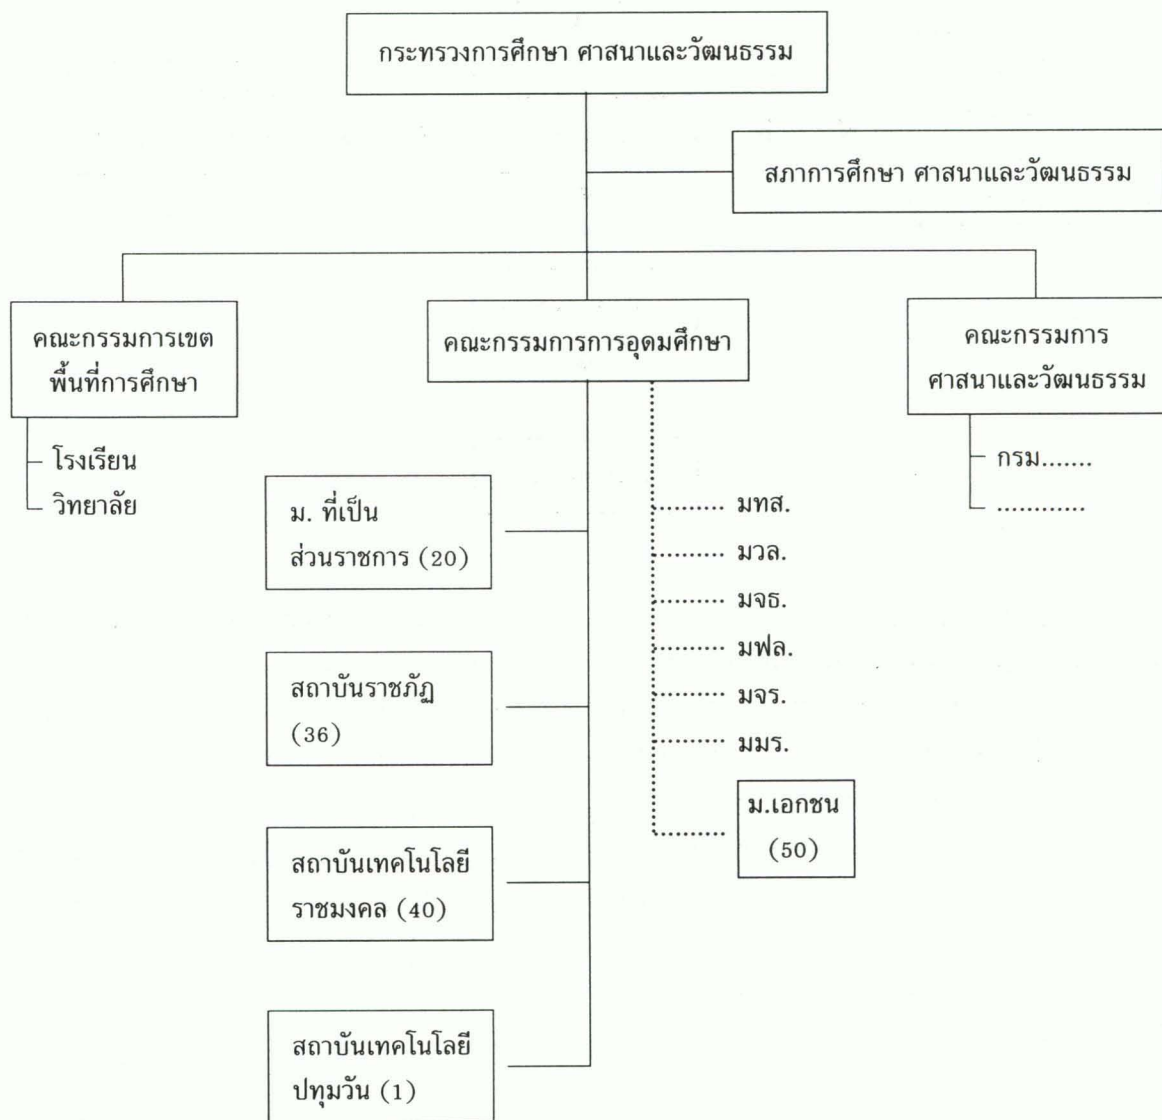 กระทรวงการศึกษา ศาสนาและวัฒนธรรม
สภาการศึกษา ศาสนาและวัฒนธรรม
คณะกรรมการเขต
พื้นที่การศึกษา
โรงเรียน
วิทยาลัย
คณะกรรมการการอุดมศึกษา
ม. ที่เป็น
ส่วนราชการ (20)
สถาบันราชภัฏ
(36)
สถาบันเทคโนโลยี
ราชมงคล (40)
สถาบันเทคโนโลยี
ปทุมวัน (1)
มทส.
มวล.
มจธ.
มฟล.
มจร.
มมร.
ม.เอกชน
(50)
คณะกรรมการ
ศาสนาและวัฒนธรรม
กรม.......
............